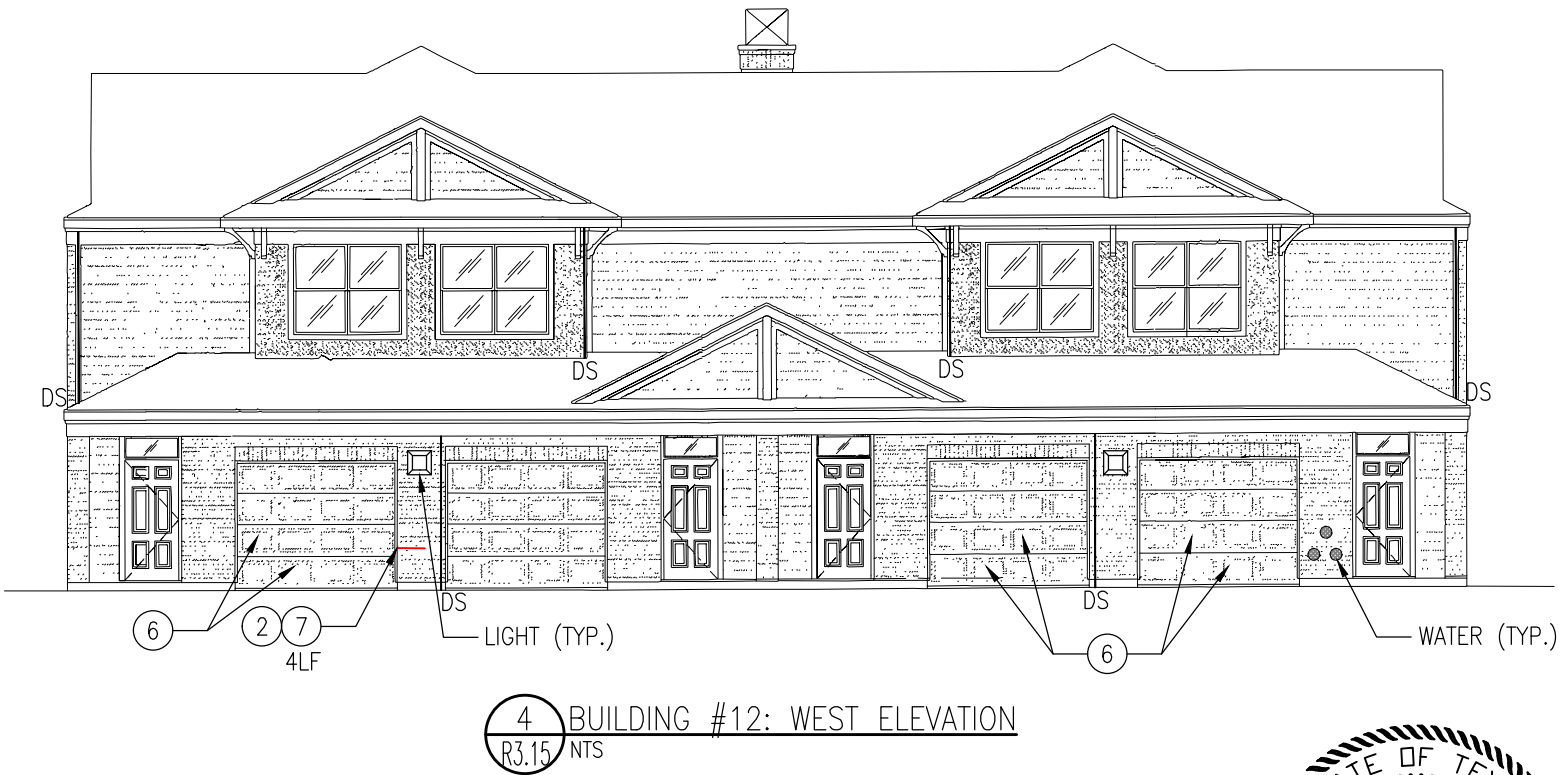 DS
DS
DS
DS
DS
DS
6
2
7
4LF
LIGHT (TYP.)
6
WATER (TYP.)
4
R3.15
BUILDING #12: WEST ELEVATION
NTS
OF